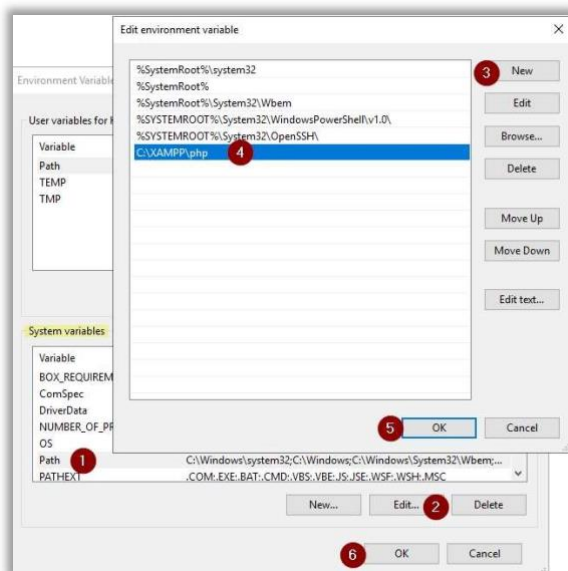 Edit environment variable
%SystemRoot%\system32
%SystemRoot%
%SystemRoot%\System32\Wbem
%SYSTEMROOT%\System32\WindowsPowerShell\v1.0\
%SYSTEMROOT%\System32\OpenSSH\
C:\XAMPP\php 4
3 New
Edit
Browse...
Delete
Move Up
Move Down
Edit text...
5 OK Cancel
Environment Variable
User variables for
Variable
Path
TEMP
TMP
System variables
Variable
BOX_REQUIREM
ComSpec
DriverData
NUMBER_OF_PR
OS
Path 1 C:\Windows\system32;C:\Windows;C:\Windows\System32\Wbem;...
PATHEXT .COM;.EXE;.BAT;.CMD;.VBS;.VBE;.JS;.JSE;.WSF;.WSH;.MSC
New... Edit... 2 Delete
6 OK Cancel